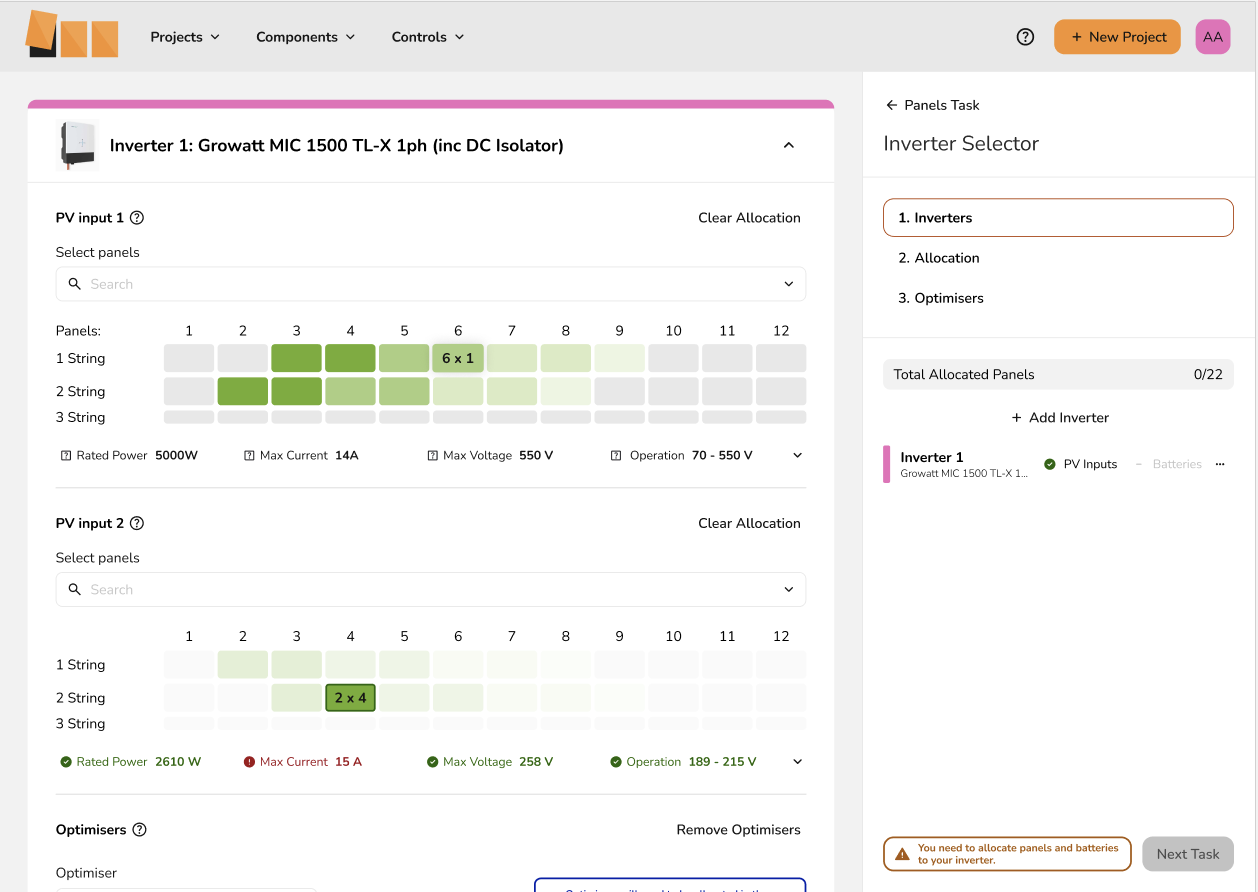 Projects
Components
Controls
+ New Project
AA
Inverter 1: Growatt MIC 1500 TL-X 1ph (inc DC Isolator)
PV input 1
Clear Allocation
Select panels
Search
Panels: 1 2 3 4 5 6 7 8 9 10 11 12
1 String 6 x 1
2 String
3 String
Rated Power 5000W Max Current 14A Max Voltage 550 V Operation 70 - 550 V
PV input 2
Clear Allocation
Select panels
Search
1 2 3 4 5 6 7 8 9 10 11 12
1 String
2 String 2 x 4
3 String
Rated Power 2610 W Max Current 15 A Max Voltage 258 V Operation 189 - 215 V
Optimisers
Remove Optimisers
Optimiser
Panels Task
Inverter Selector
1. Inverters
2. Allocation
3. Optimisers
Total Allocated Panels 0/22
+ Add Inverter
Inverter 1
Growatt MIC 1500 TL-X 1...
PV Inputs
Batteries
You need to allocate panels and batteries
to your inverter.
Next Task